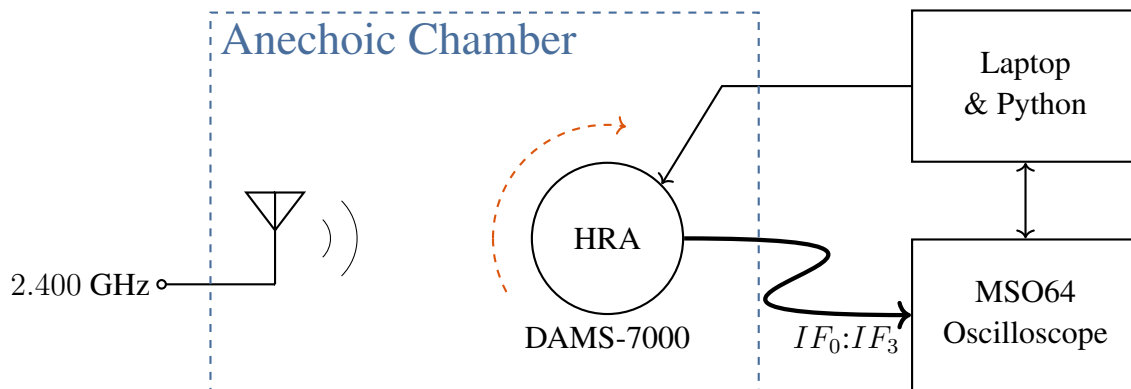 Anechoic Chamber
Laptop
& Python
HRA
2.400 GHz
MSO64
Oscilloscope
DAMS-7000
IF₀:IF₃